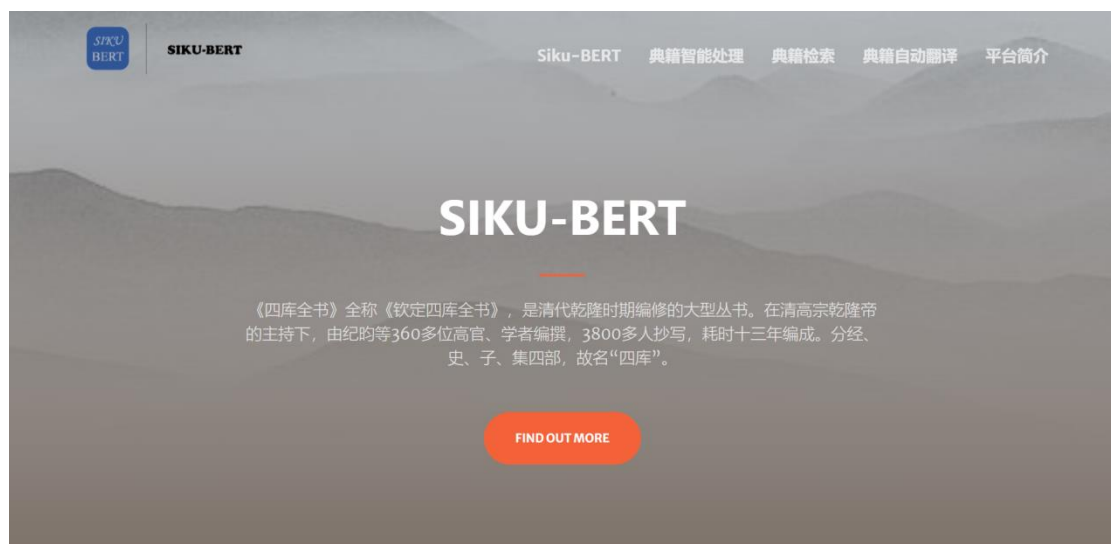 SIKU
BERT
SIKU-BERT
Siku-BERT 典籍智能处理 典籍检索 典籍自动翻译 平台简介
SIKU-BERT
《四库全书》全称《钦定四库全书》，是清代乾隆时期编修的大型丛书。在清高宗乾隆帝
的主持下，由纪昀等360多位高官、学者编撰，3800多人抄写，耗时十三年编成。分经、
史、子、集四部，故名“四库”。
FIND OUT MORE